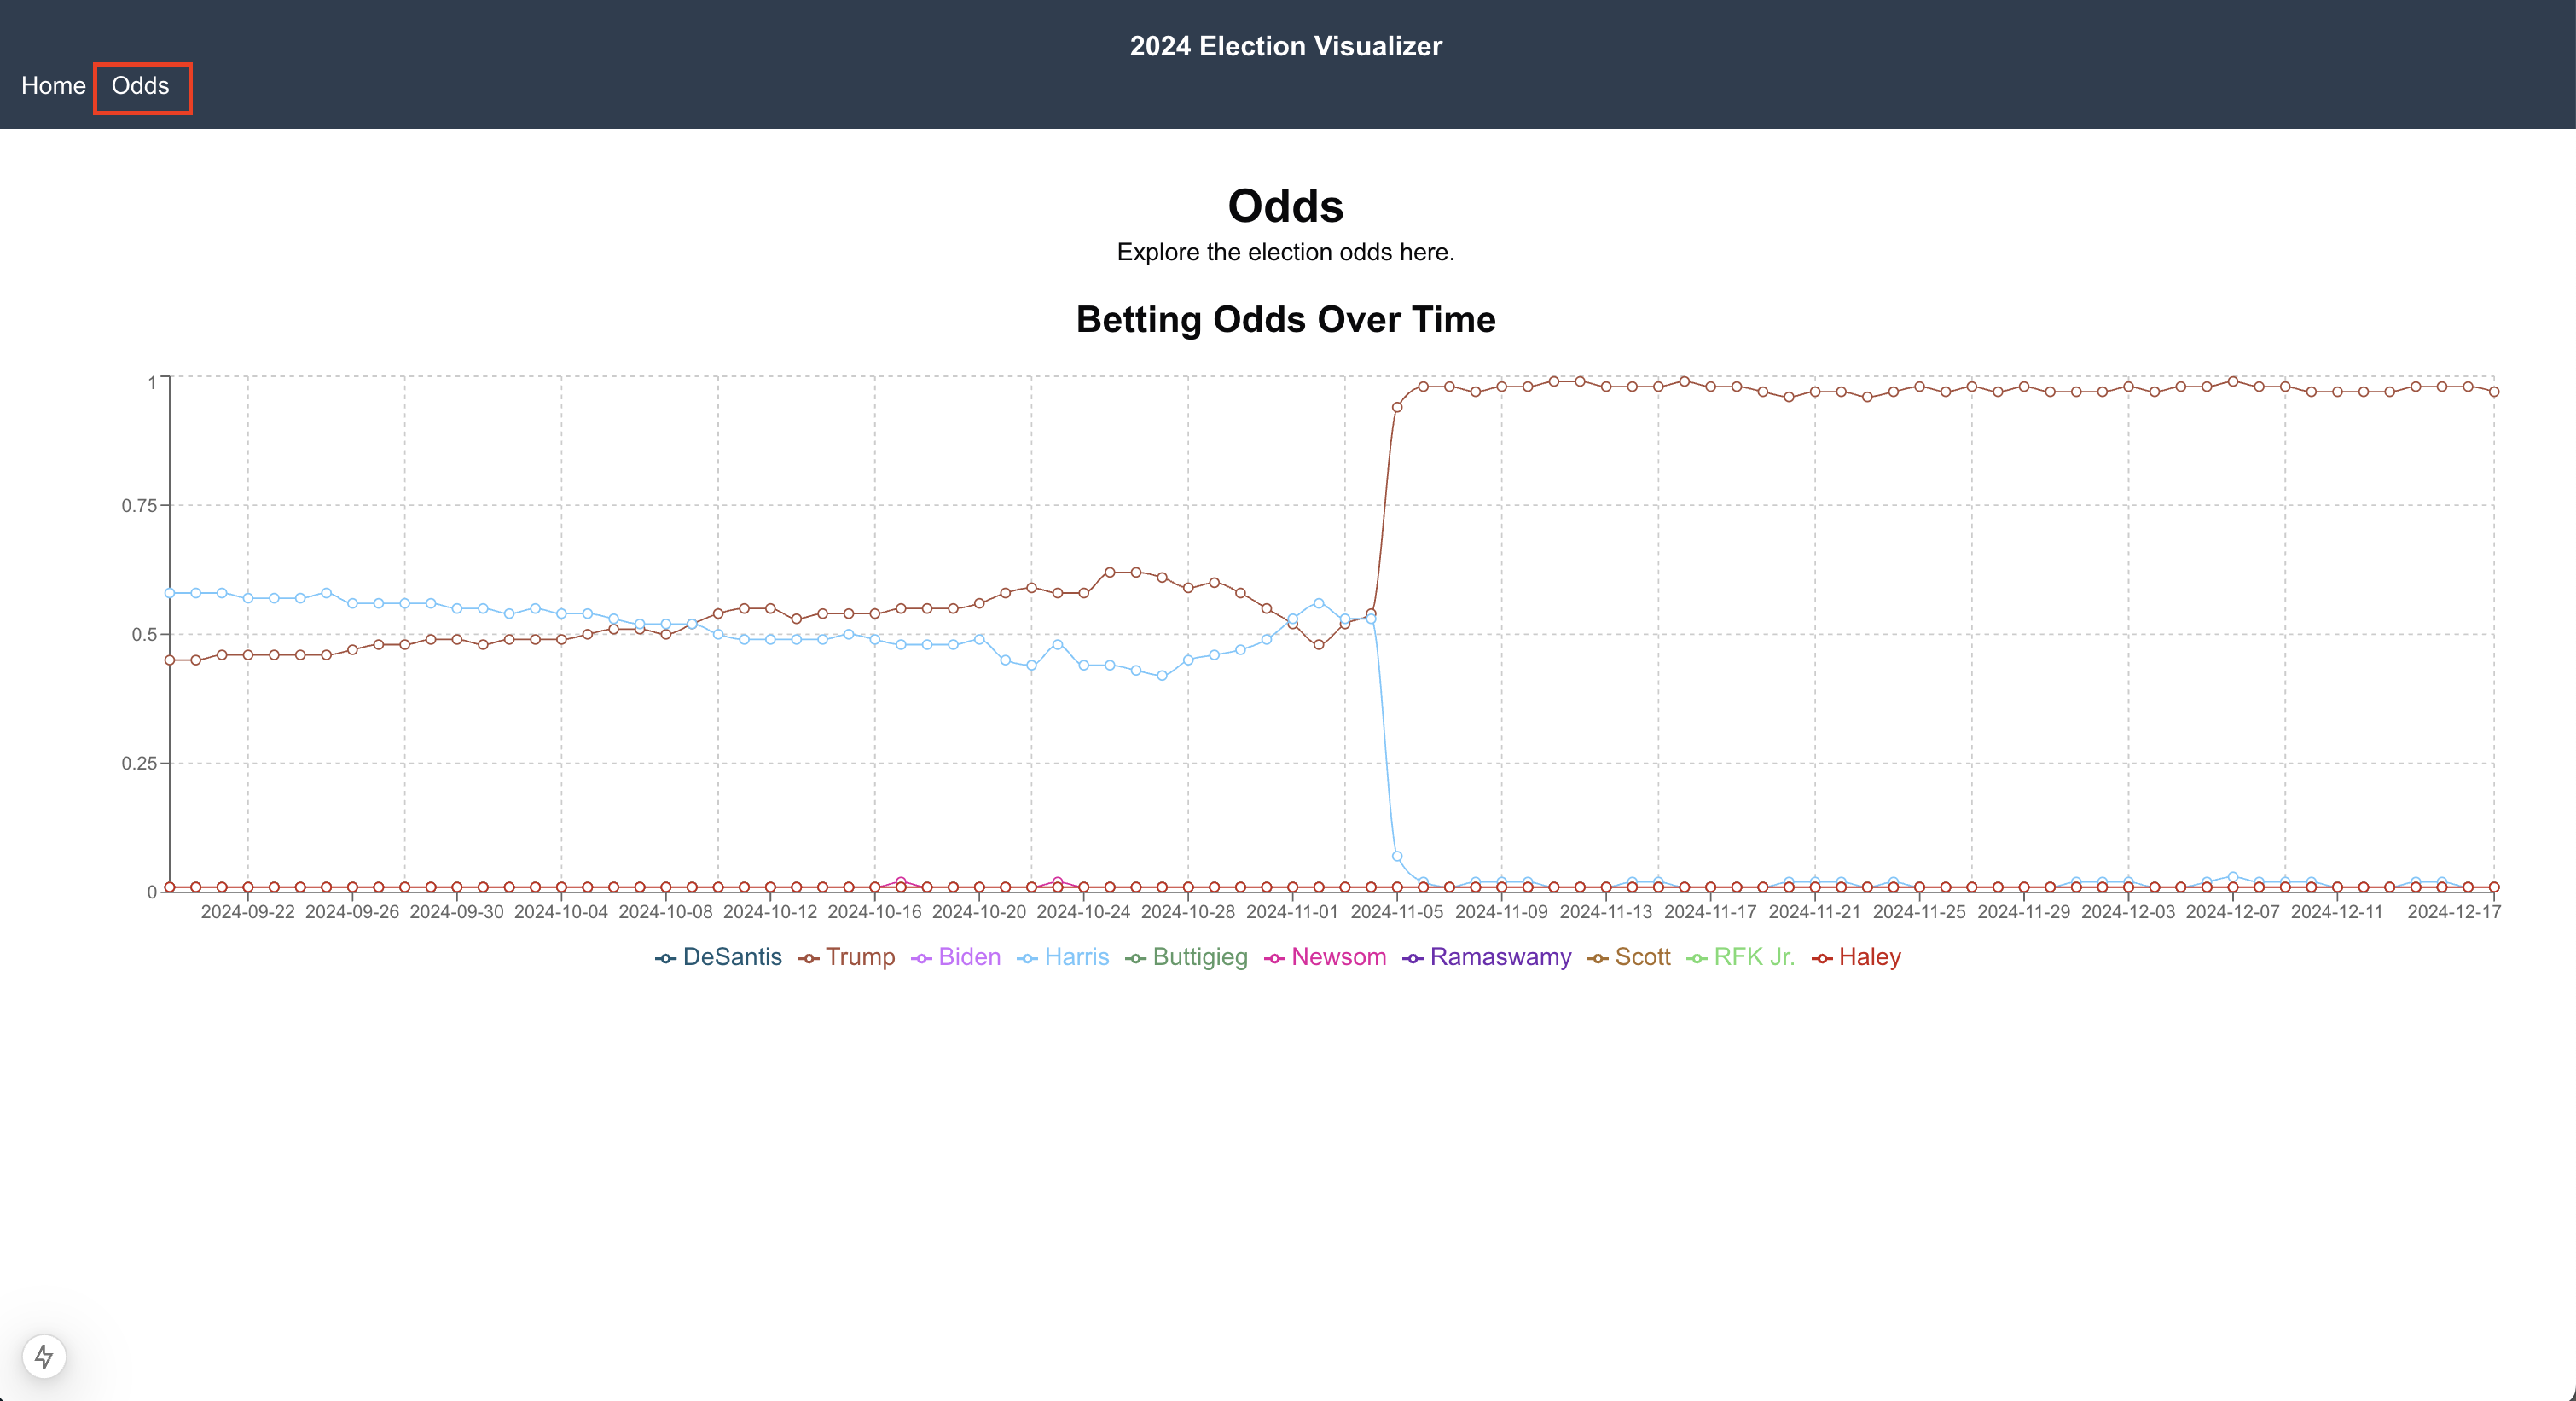 2024 Election Visualizer
Home Odds
Odds
Explore the election odds here.
Betting Odds Over Time
1
0.75
0.5
0.25
0
2024-09-22 2024-09-26 2024-09-30 2024-10-04 2024-10-08 2024-10-12 2024-10-16 2024-10-20 2024-10-24 2024-10-28 2024-11-01 2024-11-05 2024-11-09 2024-11-13 2024-11-17 2024-11-21 2024-11-25 2024-11-29 2024-12-03 2024-12-07 2024-12-11 2024-12-17
DeSantis Trump Biden Harris Buttigieg Newsom Ramaswamy Scott RFK Jr. Haley